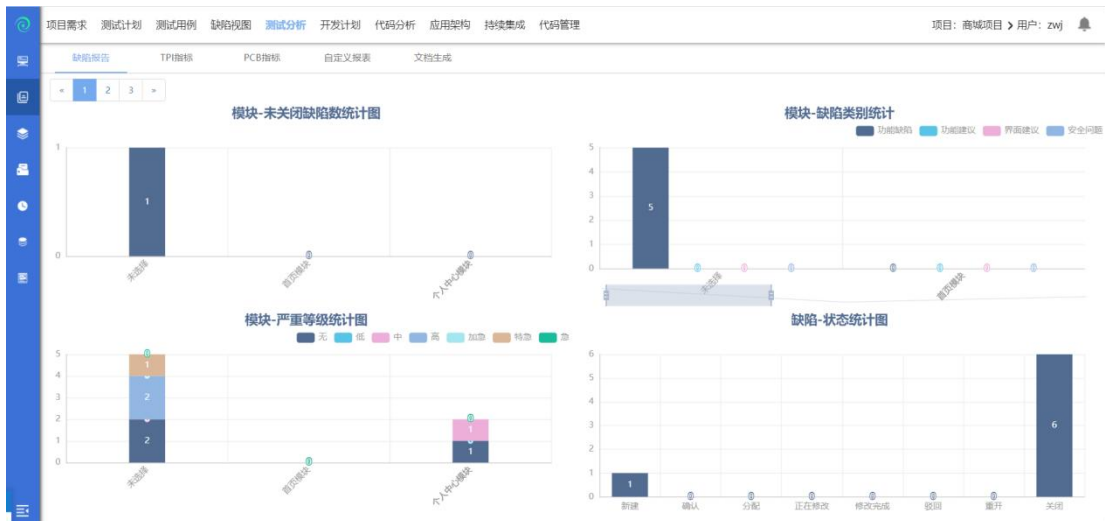 项目需求 测试计划 测试用例 缺陷视图 测试分析 开发计划 代码分析 应用架构 持续集成 代码管理 项目：商城项目 ❯ 用户：zwj
缺陷报告 TPI指标 PCB指标 自定义报表 文档生成
« 1 2 3 »
模块-未关闭缺陷数统计图
1
0
1
0
0
未选择 首页模块 个人中心模块
模块-缺陷类别统计
功能缺陷 功能建议 界面建议 安全问题
5
4
3
2
1
0
5 0 0 0 0 0 0 0
未选择 首页模块
模块-严重等级统计图
无 低 中 高 加急 特急 急
5
4
3
2
1
0
0
1
2
2
0
0
1
1
未选择 首页模块 个人中心模块
缺陷-状态统计图
6
5
4
3
2
1
0
1 0 0 0 0 0 0 6
新建 确认 分配 正在修改 修改完成 驳回 重开 关闭